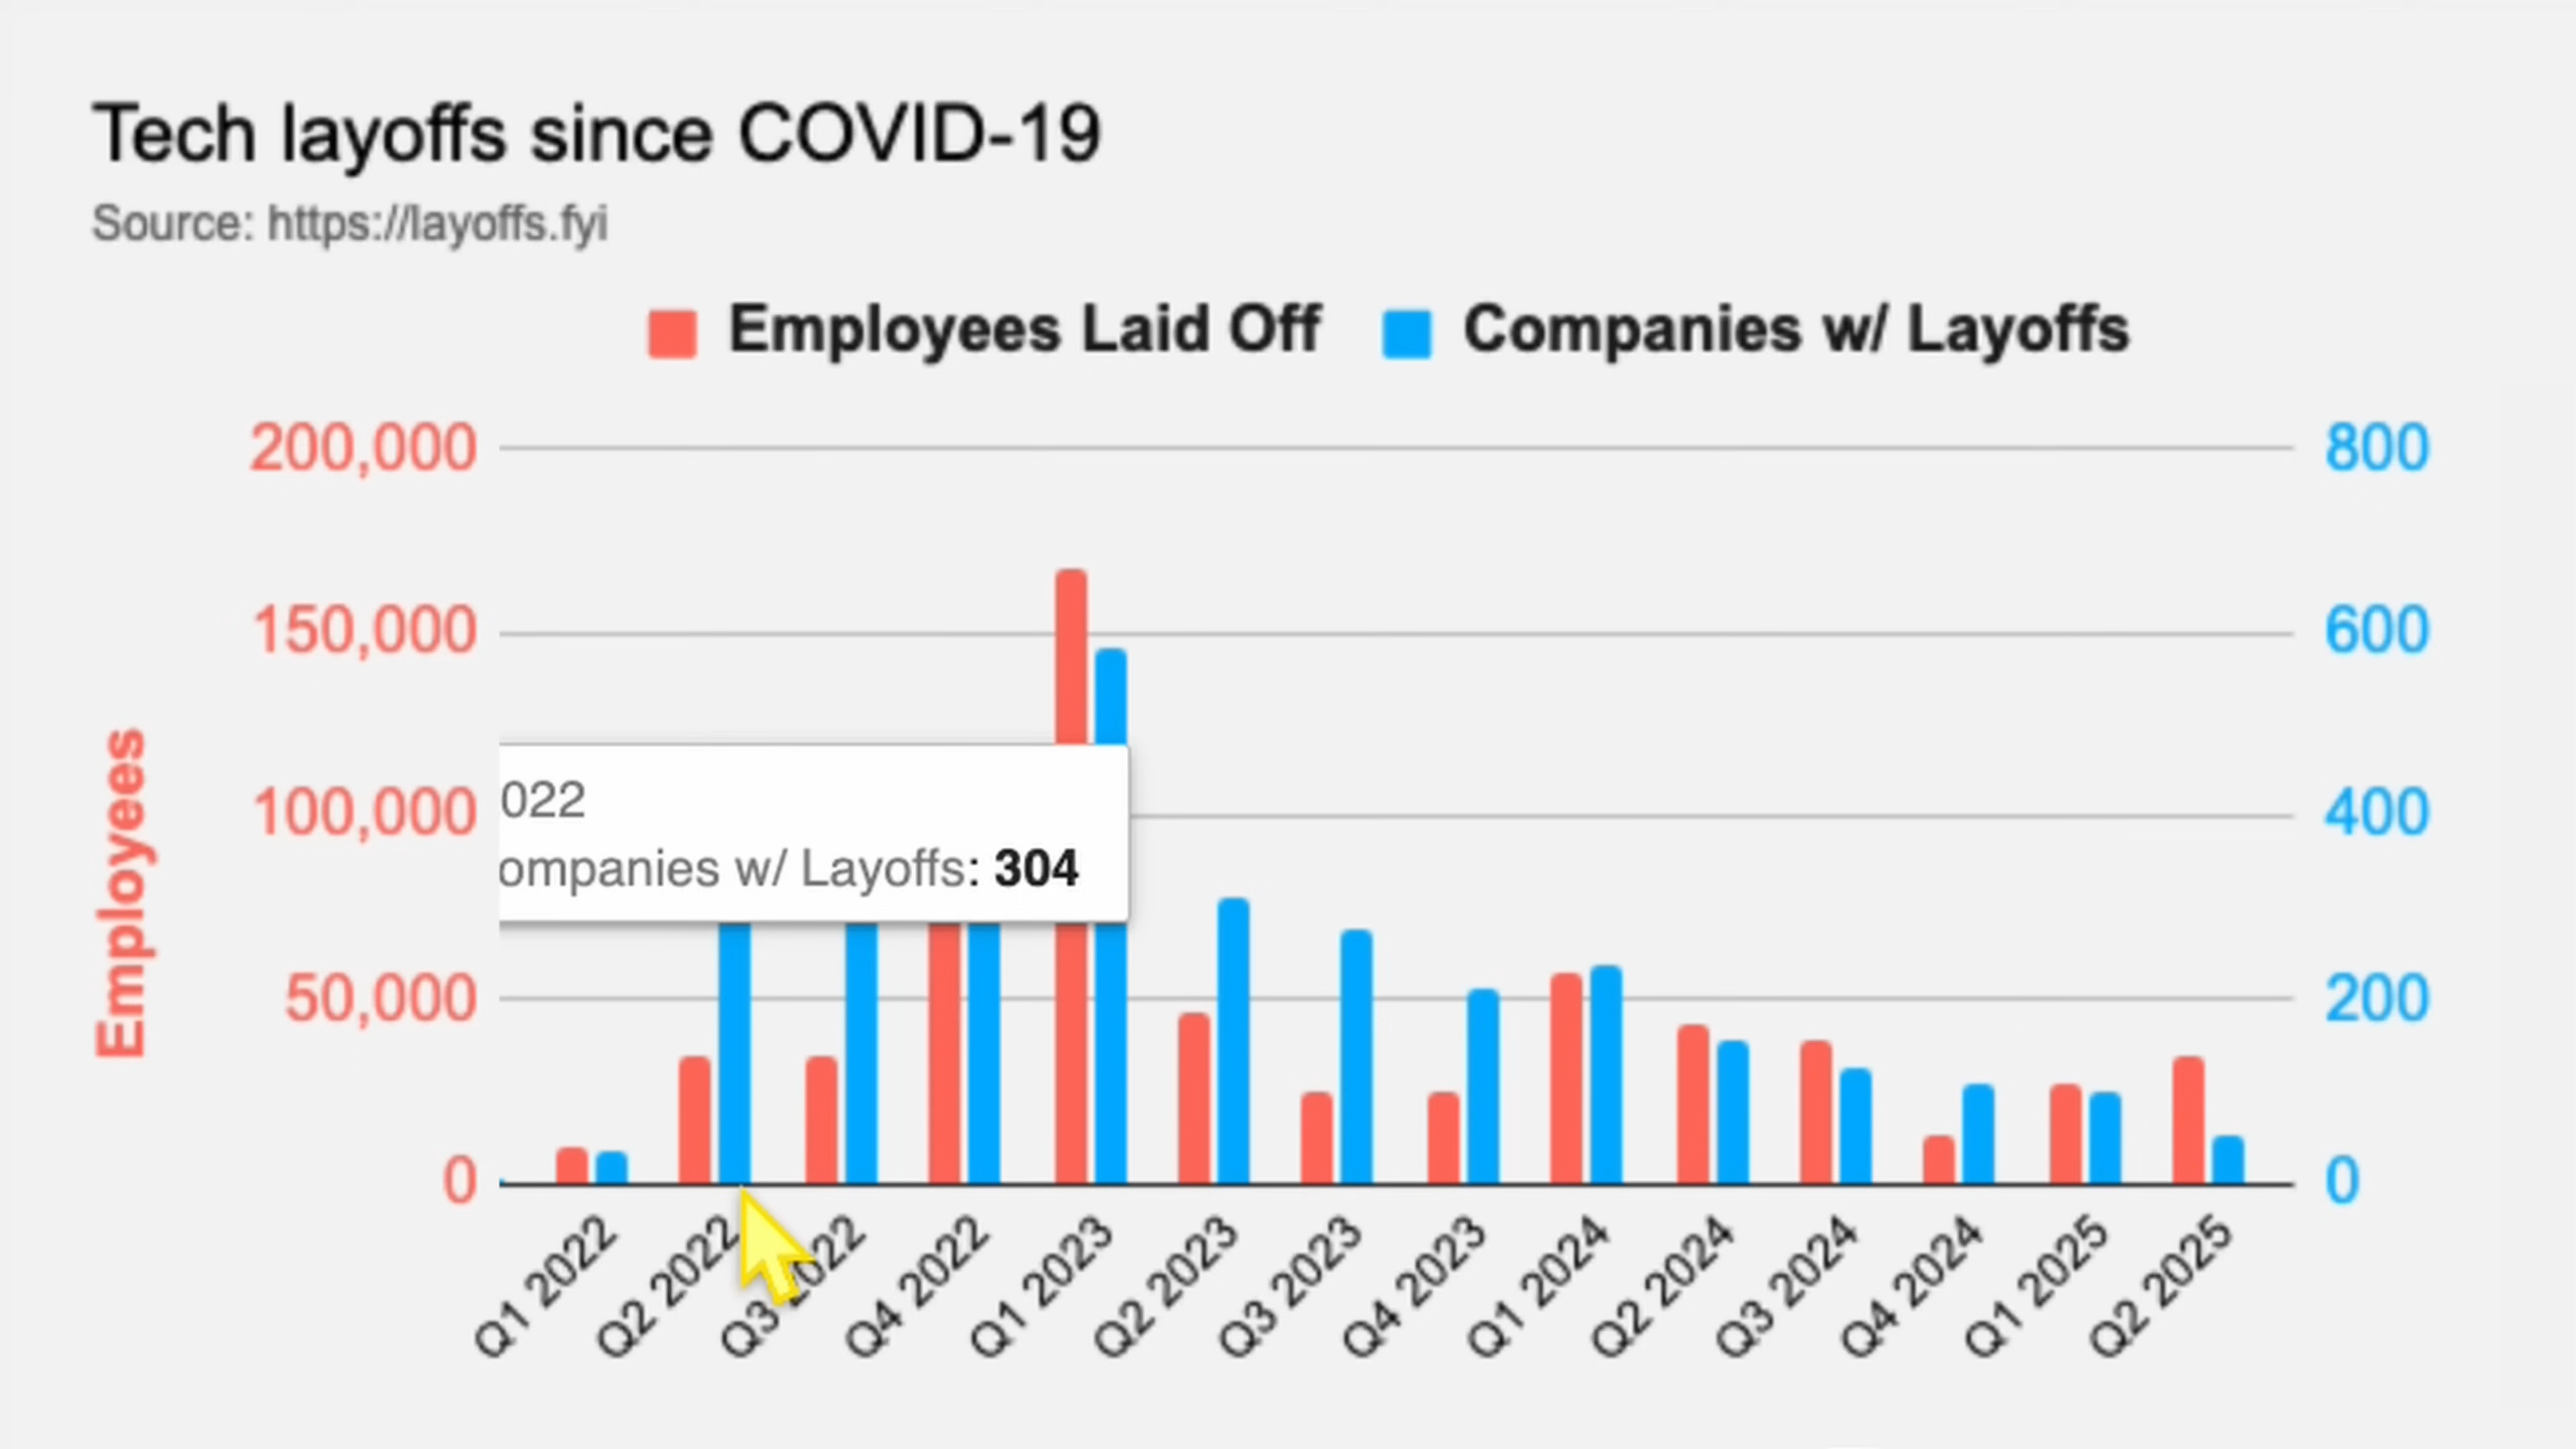 Tech layoffs since COVID-19
Source: https://layoffs.fyi
Employees Laid Off
Companies w/ Layoffs
200,000
150,000
100,000
50,000
0
Employees
800
600
400
200
0
022
ompanies w/ Layoffs: 304
Q1 2022
Q2 2022
Q3 2022
Q4 2022
Q1 2023
Q2 2023
Q3 2023
Q4 2023
Q1 2024
Q2 2024
Q3 2024
Q4 2024
Q1 2025
Q2 2025